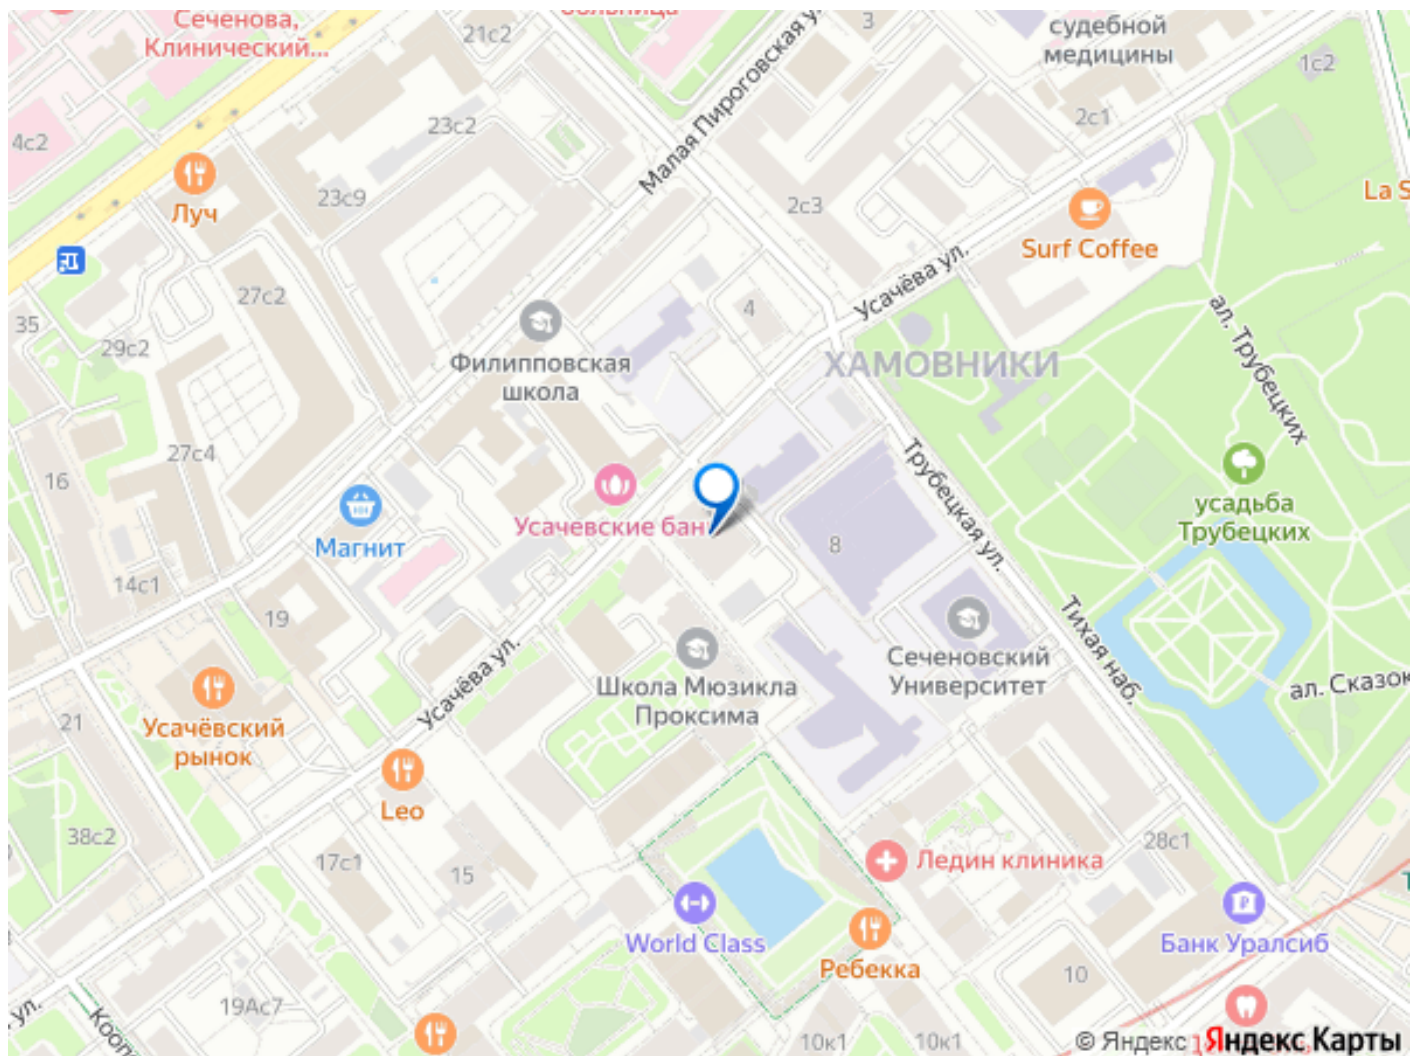 Сеченова,
Клинический...
21с2
больница
3
судебной
медицины
1с2
4с2
23с2
Малая Пироговская ул.
2с1
Луч
23с9
2с3
Surf Coffee
La S
27с2
4
Усачёва ул.
ал. Трубецких
35
29с2
Филипповская
школа
ХАМОВНИКИ
27с4
16
Усачевские бан
Трубецкая ул.
усадьба
Трубецких
Магнит
8
14с1
19
Сеченовский
Университет
Тихая наб.
Усачёва ул.
Школа Мюзикла
Проксима
ал. Сказок
21
Усачёвский
рынок
Leo
38с2
17с1
15
Ледин клиника
28с1
World Class
Ребекка
Банк Уралсиб
10
19Ас7
ул.
Кооп
10к1
10к1
© Яндекс Яндекс Карты